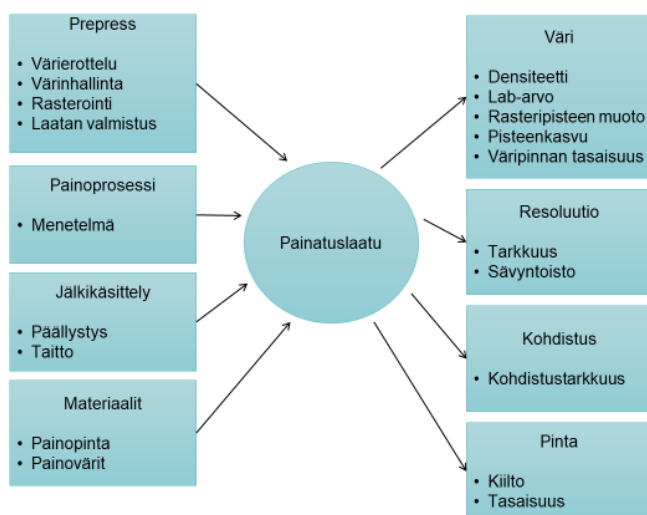 Prepress
• Värierottelu
• Värinhallinta
• Rasterointi
• Laatan valmistus
Painoprosessi
• Menetelmä
Jälkikäsittely
• Päällystys
• Taitto
Materiaalit
• Painopinta
• Painovärit
Painatuslaatu
Väri
• Densiteetti
• Lab-arvo
• Rasteripisteen muoto
• Pisteenkasvu
• Väripinnan tasaisuus
Resoluutio
• Tarkkuus
• Sävyntoisto
Kohdistus
• Kohdistustarkkuus
Pinta
• Kiilto
• Tasaisuus